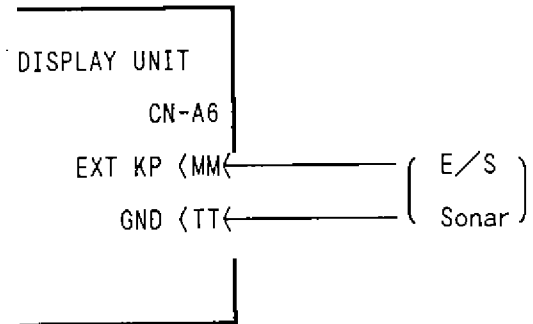 DISPLAY UNIT
CN-A6
EXT KP 〈MM〈 E/S
GND 〈TT〈 Sonar